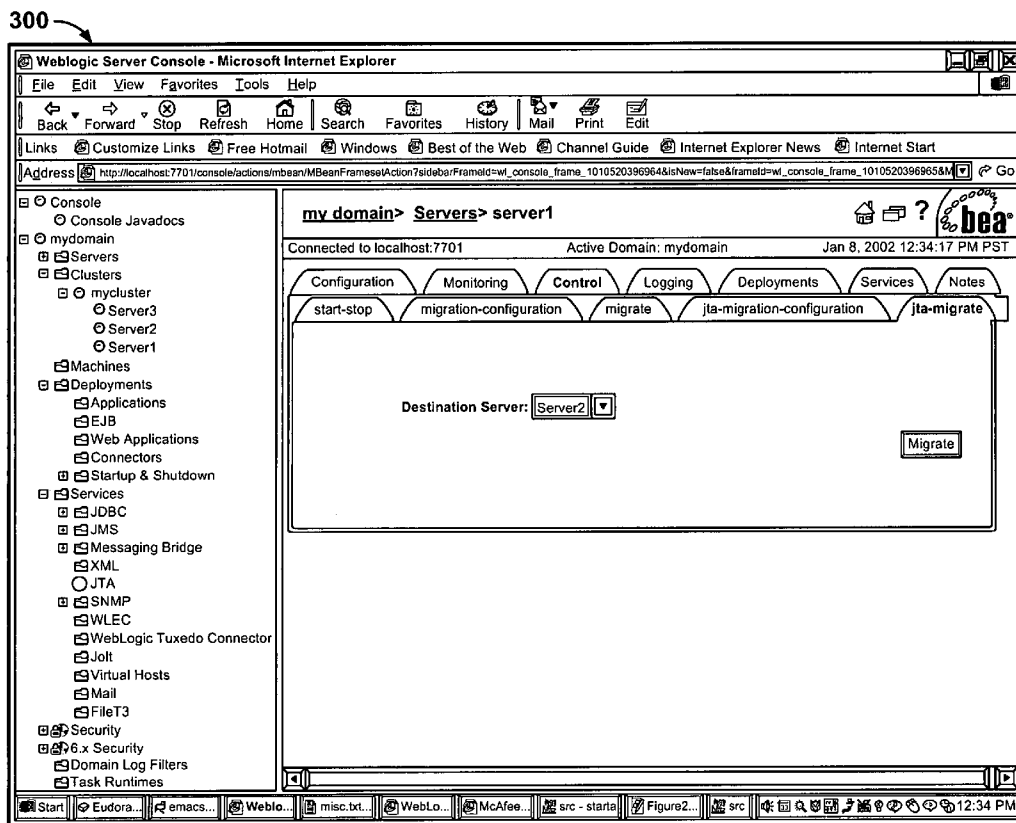 300
Weblogic Server Console - Microsoft Internet Explorer
File Edit View Favorites Tools Help
Back Forward Stop Refresh Home Search Favorites History Mail Print Edit
Links Customize Links Free Hotmail Windows Best of the Web Channel Guide Internet Explorer News Internet Start
Address http://localhost:7701/console/actions/mbean/MBeanFramesetAction?sidebarFrameId=wl_console_frame_1010520396964&isNew=false&frameId=wl_console_frame_1010520396965&M Go
Console
Console Javadocs
mydomain
Servers
Clusters
mycluster
Server3
Server2
Server1
Machines
Deployments
Applications
EJB
Web Applications
Connectors
Startup & Shutdown
Services
JDBC
JMS
Messaging Bridge
XML
JTA
SNMP
WLEC
WebLogic Tuxedo Connector
Jolt
Virtual Hosts
Mail
FileT3
Security
6.x Security
Domain Log Filters
Task Runtimes
my domain> Servers> server1
? bea
Connected to localhost:7701 Active Domain: mydomain Jan 8, 2002 12:34:17 PM PST
Configuration Monitoring Control Logging Deployments Services Notes
start-stop migration-configuration migrate jta-migration-configuration jta-migrate
Destination Server: Server2
Migrate
Start Eudora... emacs... Weblo... misc.txt... WebLo... McAfee... src - starta Figure2... src 12:34 PM